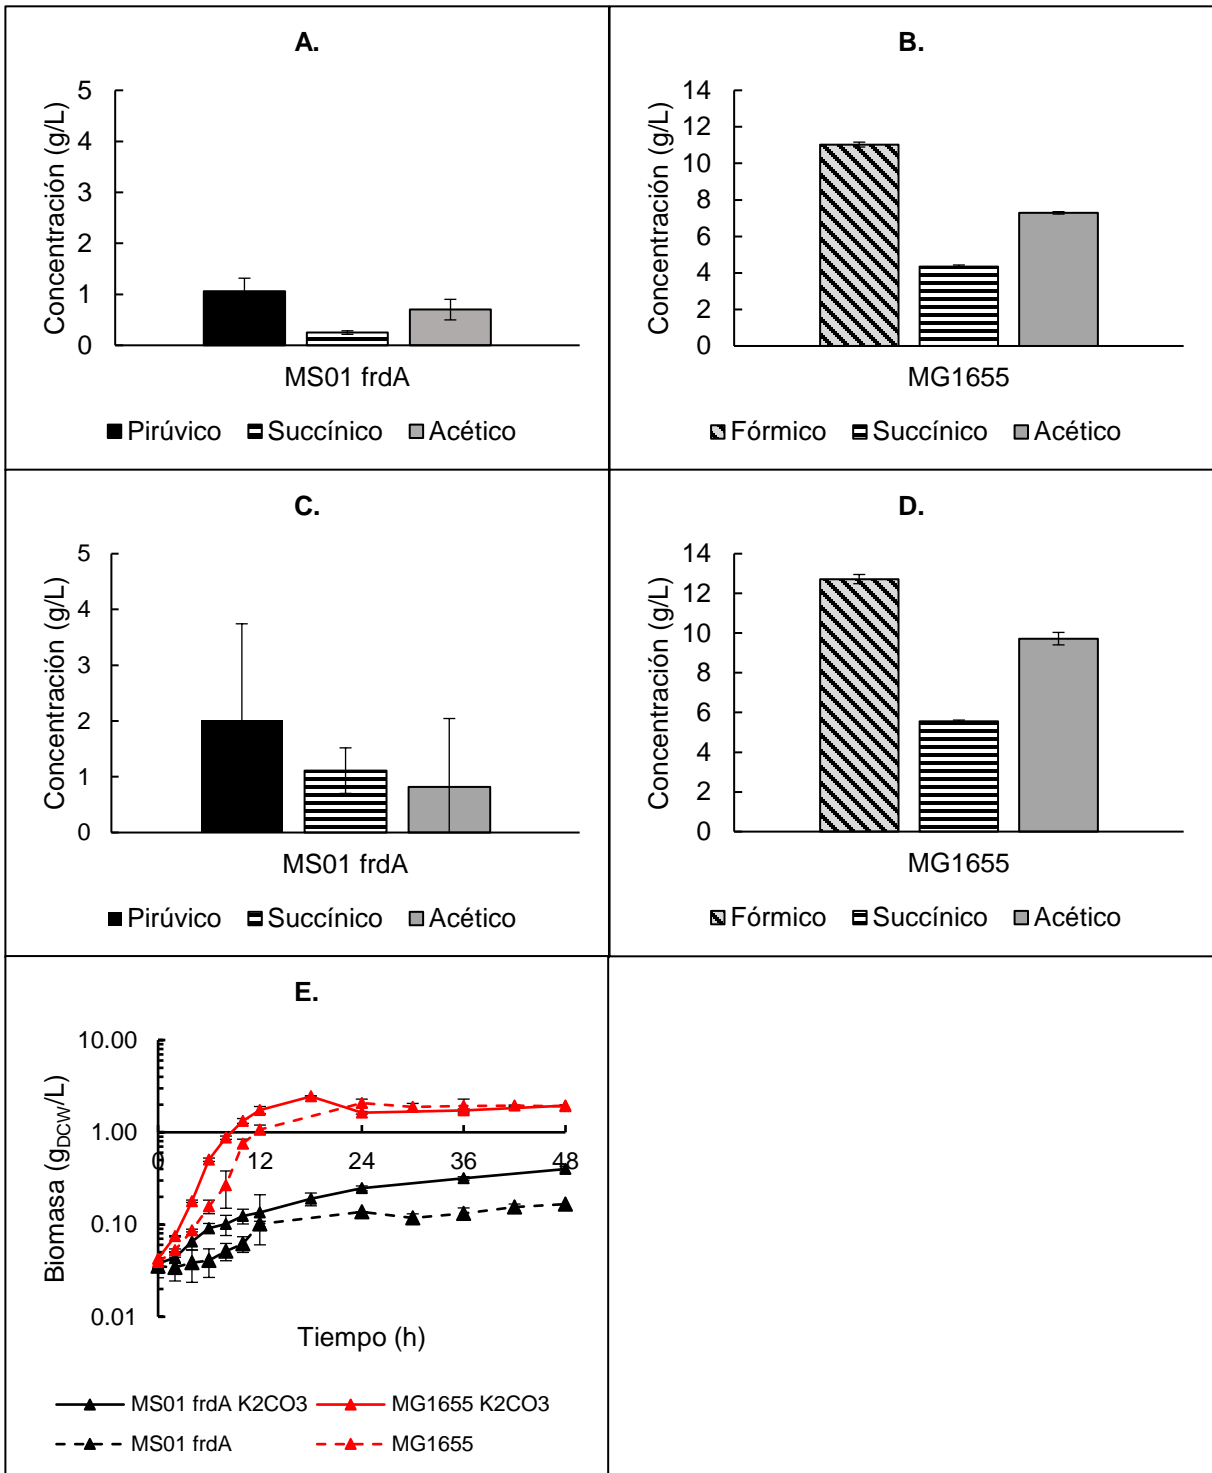 A.
Concentración (g/L)
5
4
3
2
1
0
MS01 frdA
Pirúvico Succínico Acético
B.
Concentración (g/L)
14
12
10
8
6
4
2
0
MG1655
Fórmico Succínico Acético
C.
Concentración (g/L)
5
4
3
2
1
0
MS01 frdA
Pirúvico Succínico Acético
D.
Concentración (g/L)
14
12
10
8
6
4
2
0
MG1655
Fórmico Succínico Acético
E.
Biomasa (gDCW/L)
10.00
1.00
0.10
0.01
0 12 24 36 48
Tiempo (h)
MS01 frdA K2CO3 MG1655 K2CO3
MS01 frdA MG1655